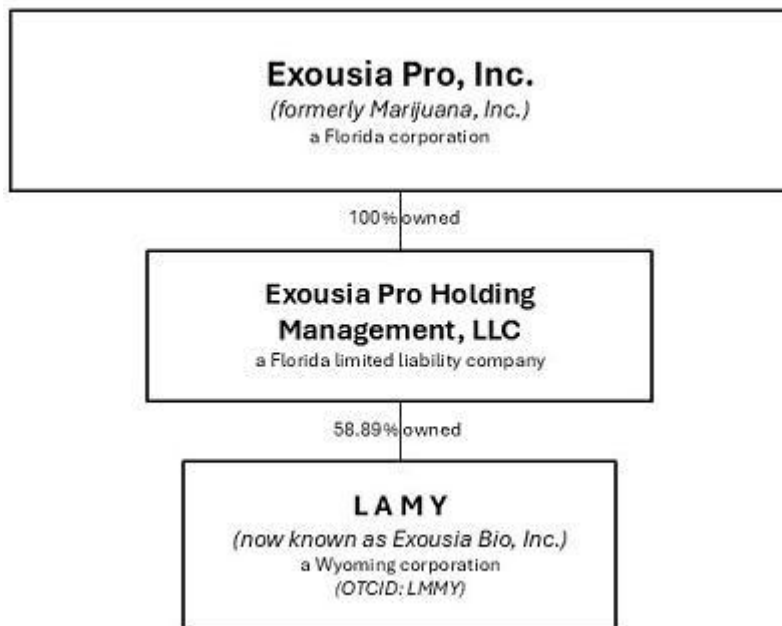 Exousia Pro, Inc.
(formerly Marijuana, Inc.)
a Florida corporation
100% owned
Exousia Pro Holding
Management, LLC
a Florida limited liability company
58.89% owned
L A M Y
(now known as Exousia Bio, Inc.)
a Wyoming corporation
(OTCID: LMMY)